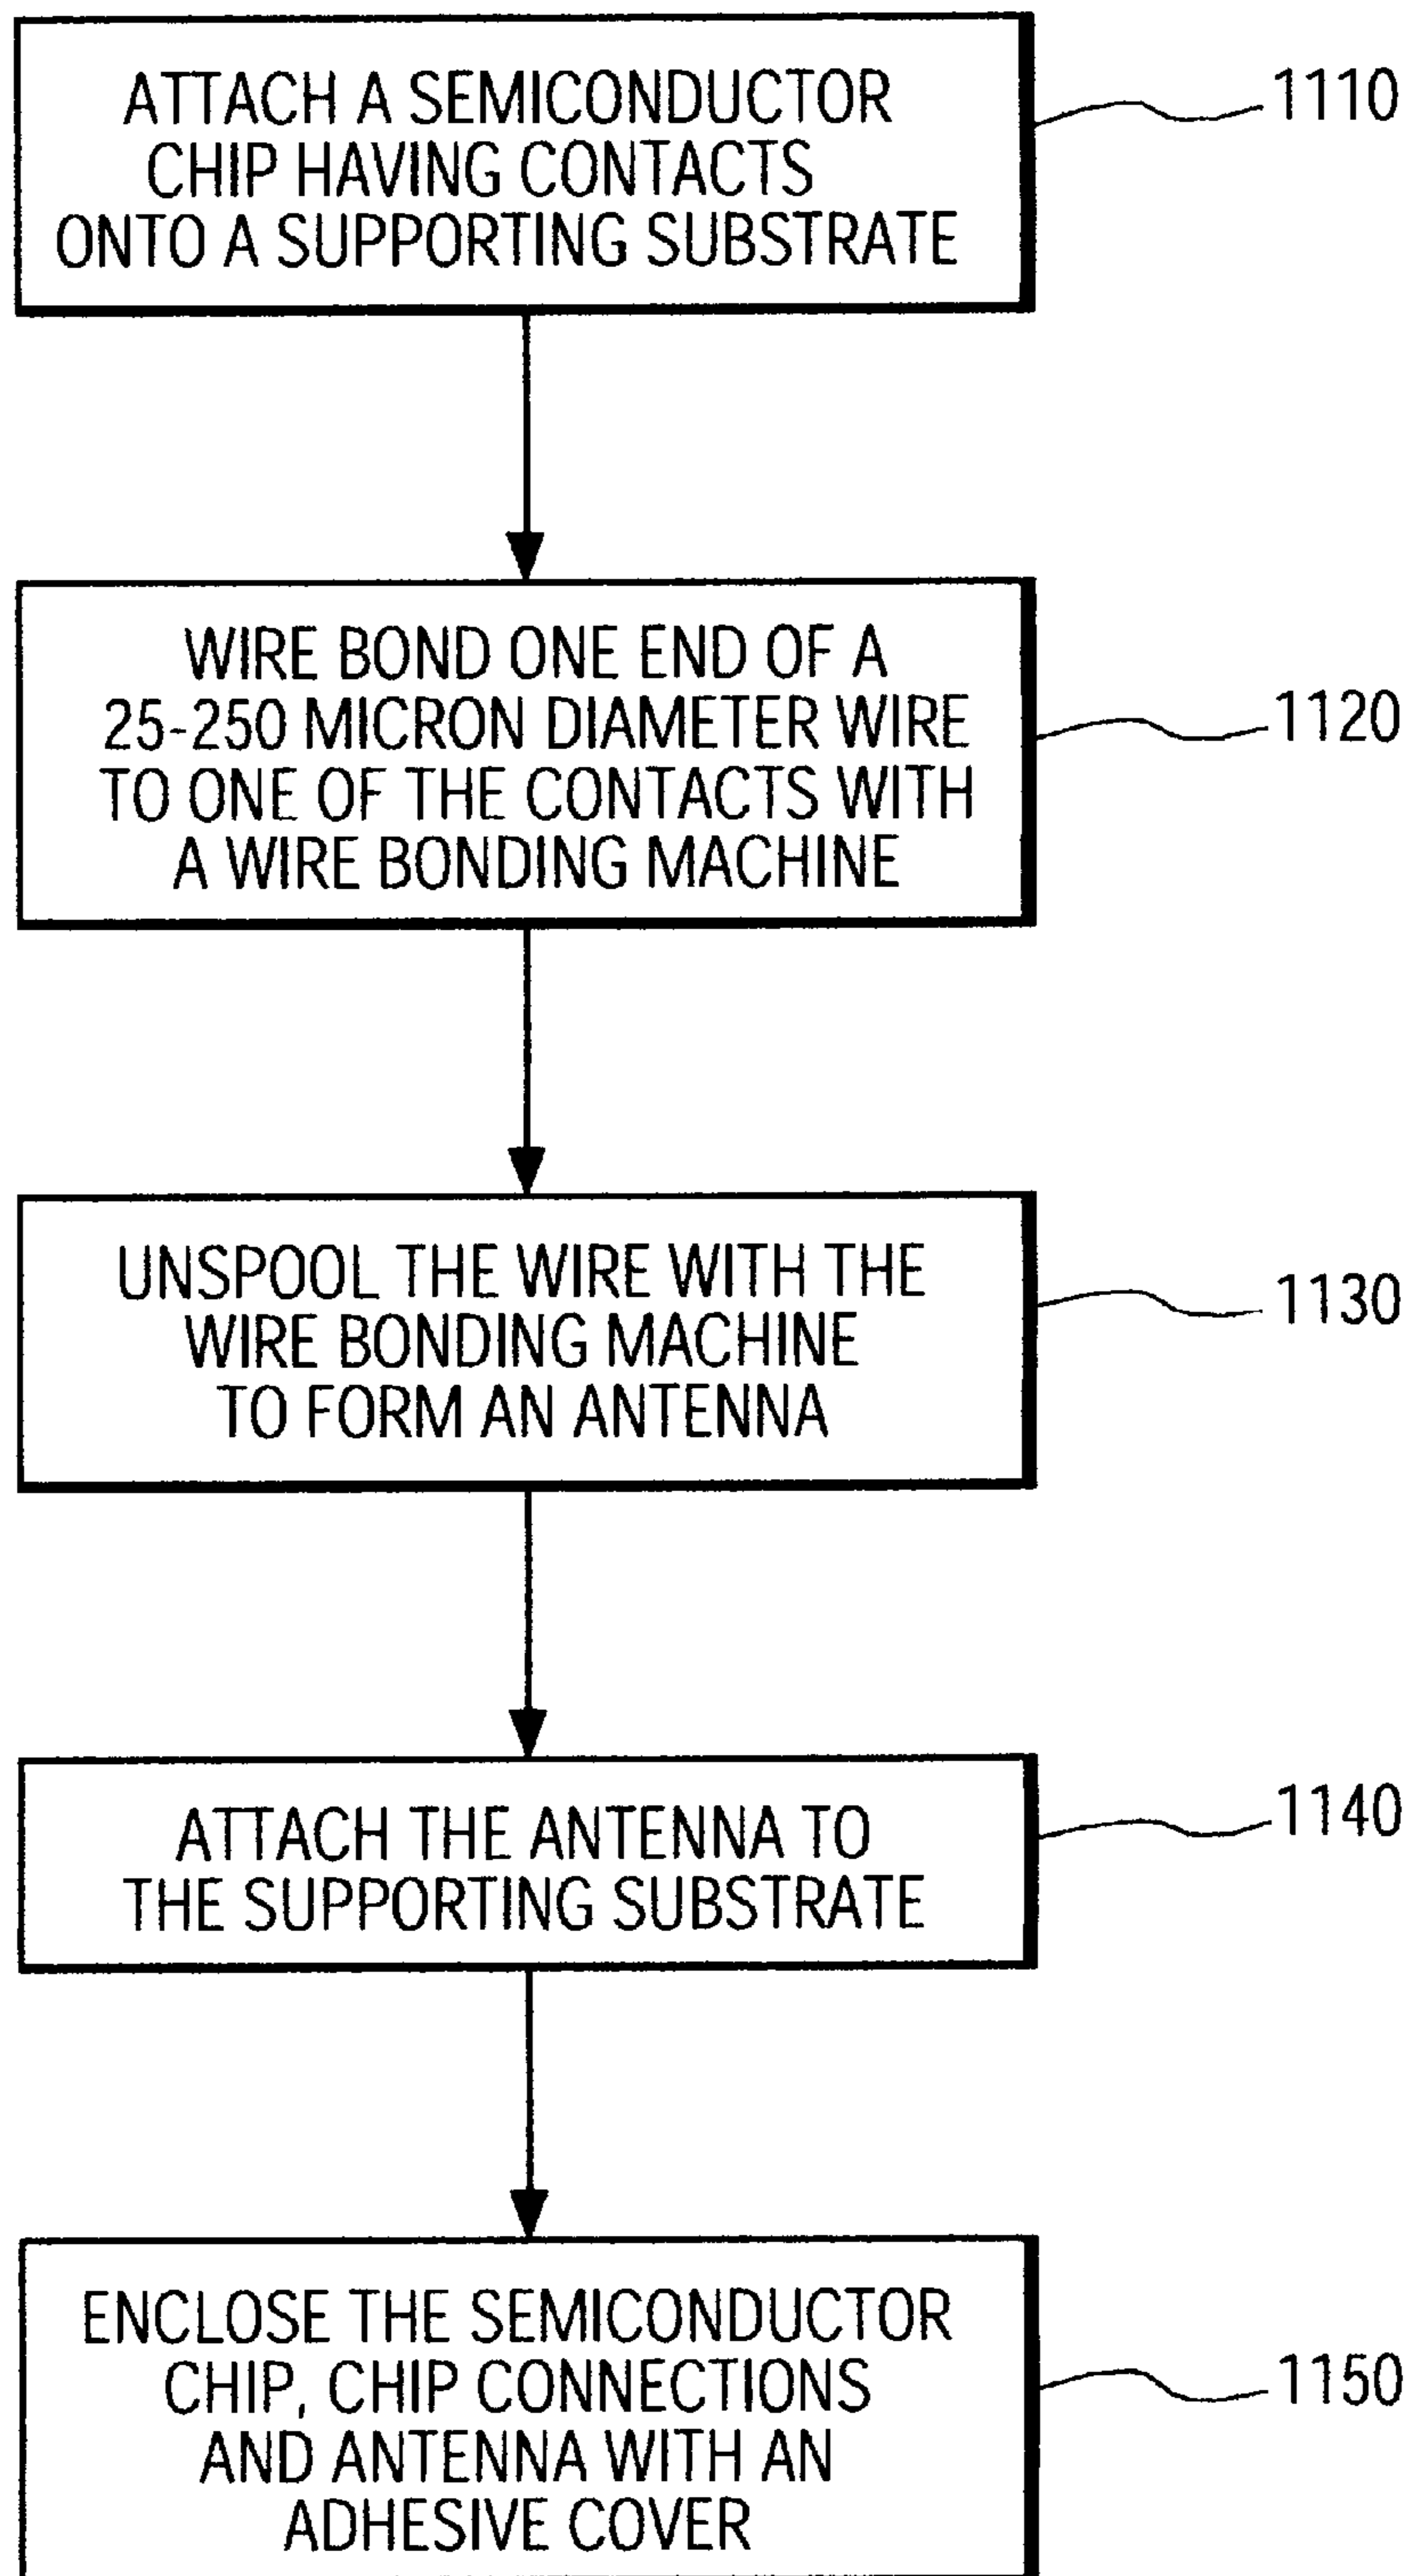 ATTACH A SEMICONDUCTOR
CHIP HAVING CONTACTS
ONTO A SUPPORTING SUBSTRATE
1110
WIRE BOND ONE END OF A
25-250 MICRON DIAMETER WIRE
TO ONE OF THE CONTACTS WITH
A WIRE BONDING MACHINE
1120
UNSPOOL THE WIRE WITH THE
WIRE BONDING MACHINE
TO FORM AN ANTENNA
1130
ATTACH THE ANTENNA TO
THE SUPPORTING SUBSTRATE
1140
ENCLOSE THE SEMICONDUCTOR
CHIP, CHIP CONNECTIONS
AND ANTENNA WITH AN
ADHESIVE COVER
1150